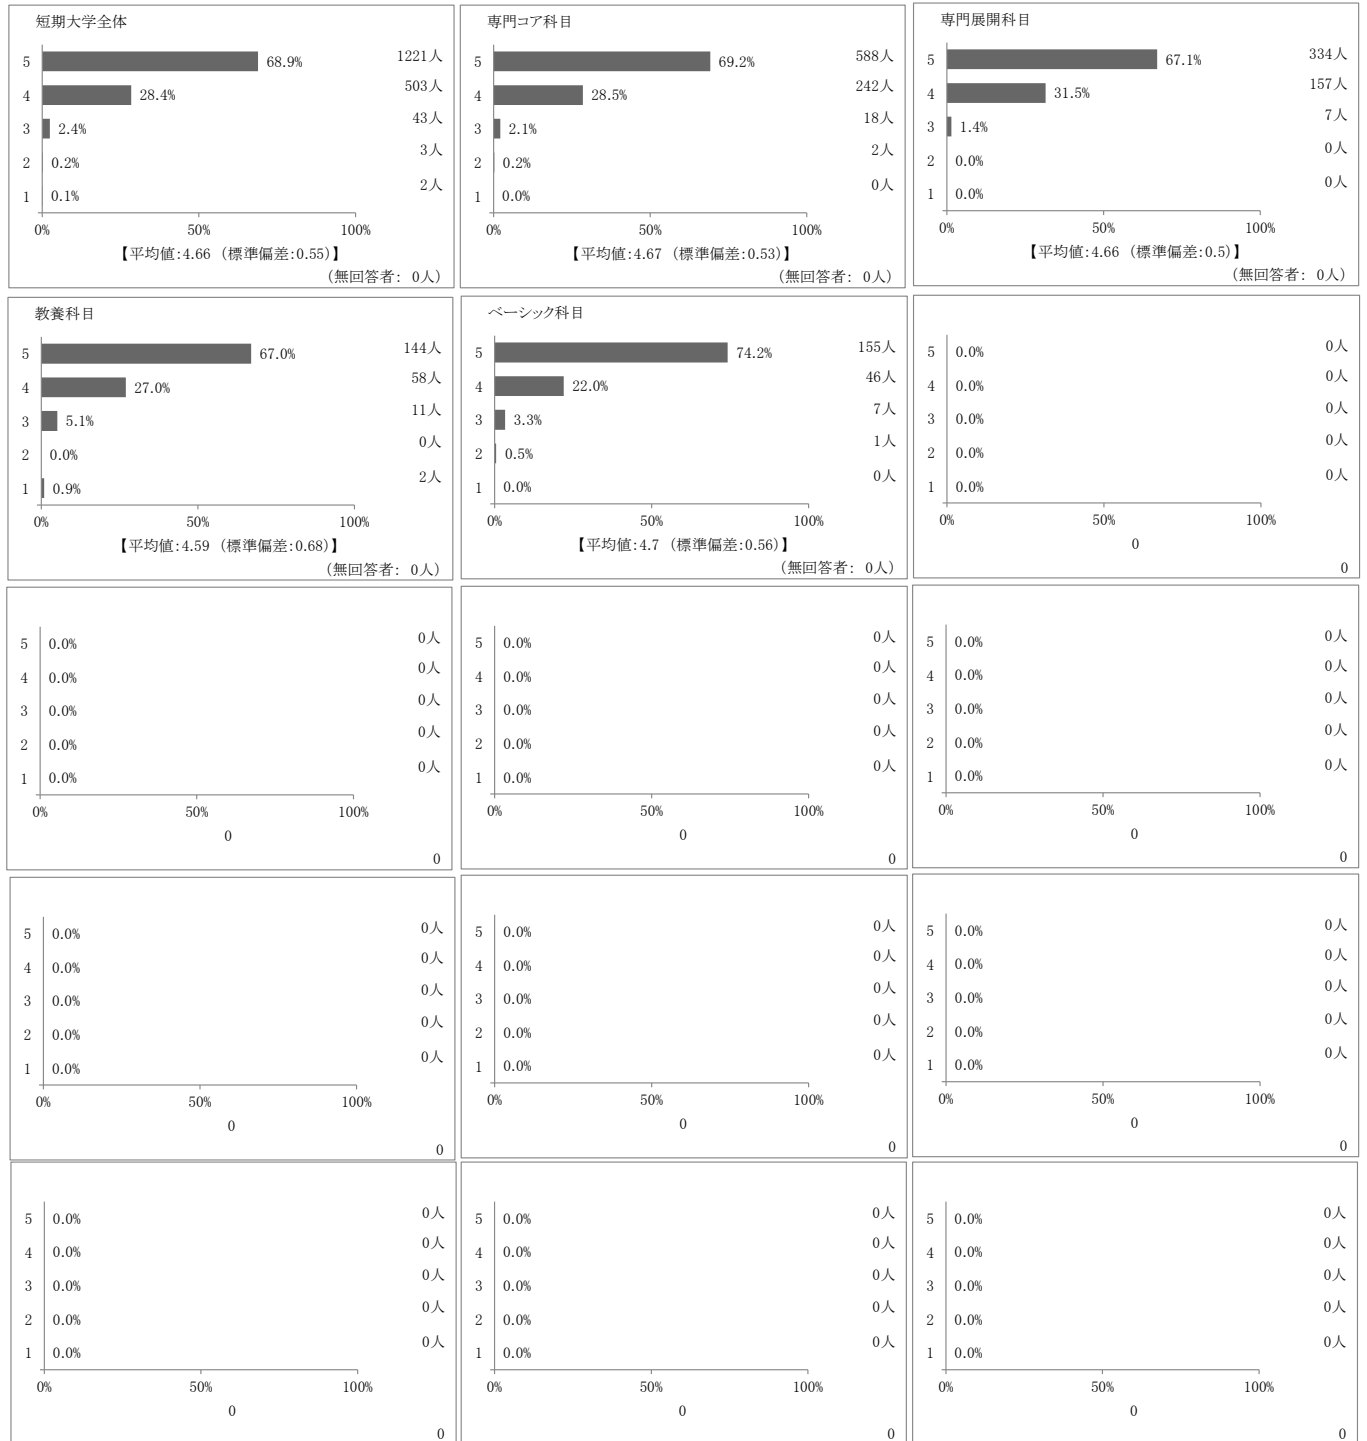 短期大学全体
5 68.9% 1221人
4 28.4% 503人
3 2.4% 43人
2 0.2% 3人
1 0.1% 2人
0% 50% 100%
【平均値:4.66 (標準偏差:0.55)】
(無回答者: 0人)
専門コア科目
5 69.2% 588人
4 28.5% 242人
3 2.1% 18人
2 0.2% 2人
1 0.0% 0人
0% 50% 100%
【平均値:4.67 (標準偏差:0.53)】
(無回答者: 0人)
専門展開科目
5 67.1% 334人
4 31.5% 157人
3 1.4% 7人
2 0.0% 0人
1 0.0% 0人
0% 50% 100%
【平均値:4.66 (標準偏差:0.5)】
(無回答者: 0人)
教養科目
5 67.0% 144人
4 27.0% 58人
3 5.1% 11人
2 0.0% 0人
1 0.9% 2人
0% 50% 100%
【平均値:4.59 (標準偏差:0.68)】
(無回答者: 0人)
ベーシック科目
5 74.2% 155人
4 22.0% 46人
3 3.3% 7人
2 0.5% 1人
1 0.0% 0人
0% 50% 100%
【平均値:4.7 (標準偏差:0.56)】
(無回答者: 0人)
5 0.0% 0人
4 0.0% 0人
3 0.0% 0人
2 0.0% 0人
1 0.0% 0人
0% 50% 100%
0
0
5 0.0% 0人
4 0.0% 0人
3 0.0% 0人
2 0.0% 0人
1 0.0% 0人
0% 50% 100%
0
0
5 0.0% 0人
4 0.0% 0人
3 0.0% 0人
2 0.0% 0人
1 0.0% 0人
0% 50% 100%
0
0
5 0.0% 0人
4 0.0% 0人
3 0.0% 0人
2 0.0% 0人
1 0.0% 0人
0% 50% 100%
0
0
5 0.0% 0人
4 0.0% 0人
3 0.0% 0人
2 0.0% 0人
1 0.0% 0人
0% 50% 100%
0
0
5 0.0% 0人
4 0.0% 0人
3 0.0% 0人
2 0.0% 0人
1 0.0% 0人
0% 50% 100%
0
0
5 0.0% 0人
4 0.0% 0人
3 0.0% 0人
2 0.0% 0人
1 0.0% 0人
0% 50% 100%
0
0
5 0.0% 0人
4 0.0% 0人
3 0.0% 0人
2 0.0% 0人
1 0.0% 0人
0% 50% 100%
0
0
5 0.0% 0人
4 0.0% 0人
3 0.0% 0人
2 0.0% 0人
1 0.0% 0人
0% 50% 100%
0
0
5 0.0% 0人
4 0.0% 0人
3 0.0% 0人
2 0.0% 0人
1 0.0% 0人
0% 50% 100%
0
0